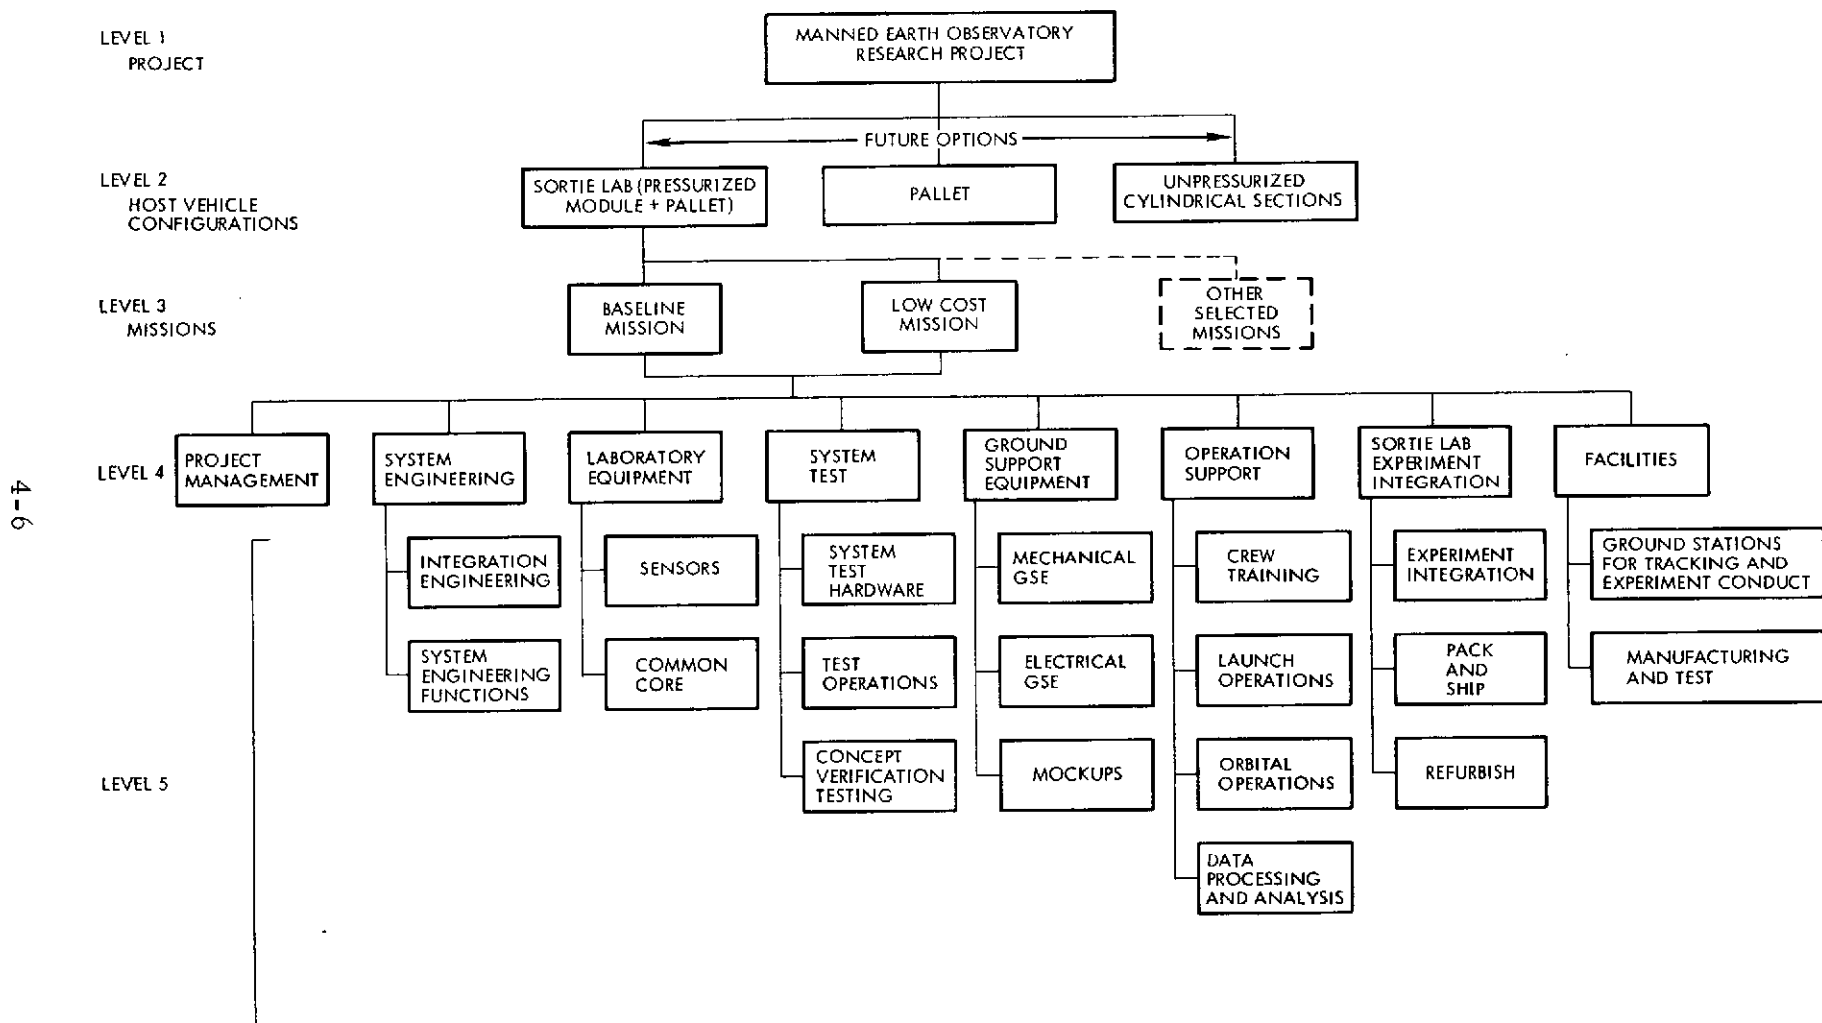 LEVEL 1
PROJECT
MANNED EARTH OBSERVATORY
RESEARCH PROJECT
FUTURE OPTIONS
LEVEL 2
HOST VEHICLE
CONFIGURATIONS
SORTIE LAB (PRESSURIZED
MODULE + PALLET)
PALLET
UNPRESSURIZED
CYLINDRICAL SECTIONS
LEVEL 3
MISSIONS
BASELINE
MISSION
LOW COST
MISSION
OTHER
SELECTED
MISSIONS
LEVEL 4
PROJECT
MANAGEMENT
SYSTEM
ENGINEERING
LABORATORY
EQUIPMENT
SYSTEM
TEST
GROUND
SUPPORT
EQUIPMENT
OPERATION
SUPPORT
SORTIE LAB
EXPERIMENT
INTEGRATION
FACILITIES
4-6
LEVEL 5
INTEGRATION
ENGINEERING
SYSTEM
ENGINEERING
FUNCTIONS
SENSORS
COMMON
CORE
SYSTEM
TEST
HARDWARE
TEST
OPERATIONS
CONCEPT
VERIFICATION
TESTING
MECHANICAL
GSE
ELECTRICAL
GSE
MOCKUPS
CREW
TRAINING
LAUNCH
OPERATIONS
ORBITAL
OPERATIONS
DATA
PROCESSING
AND ANALYSIS
EXPERIMENT
INTEGRATION
PACK
AND
SHIP
REFURBISH
GROUND STATIONS
FOR TRACKING AND
EXPERIMENT CONDUCT
MANUFACTURING
AND TEST